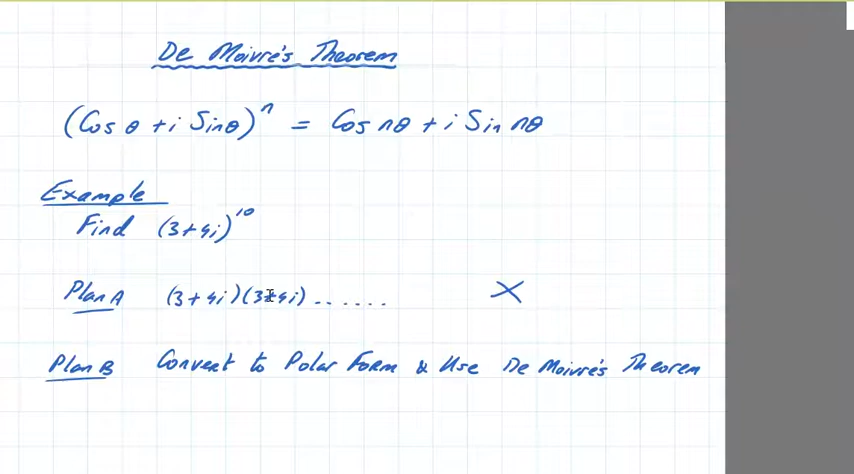 De Moivre's Theorem
(Cos θ + i Sin θ)ⁿ = Cos nθ + i Sin nθ
Example
Find (3+4i)¹⁰
Plan A (3+4i)(3+4i)...... X
Plan B Convert to Polar Form & Use De Moivre's Theorem